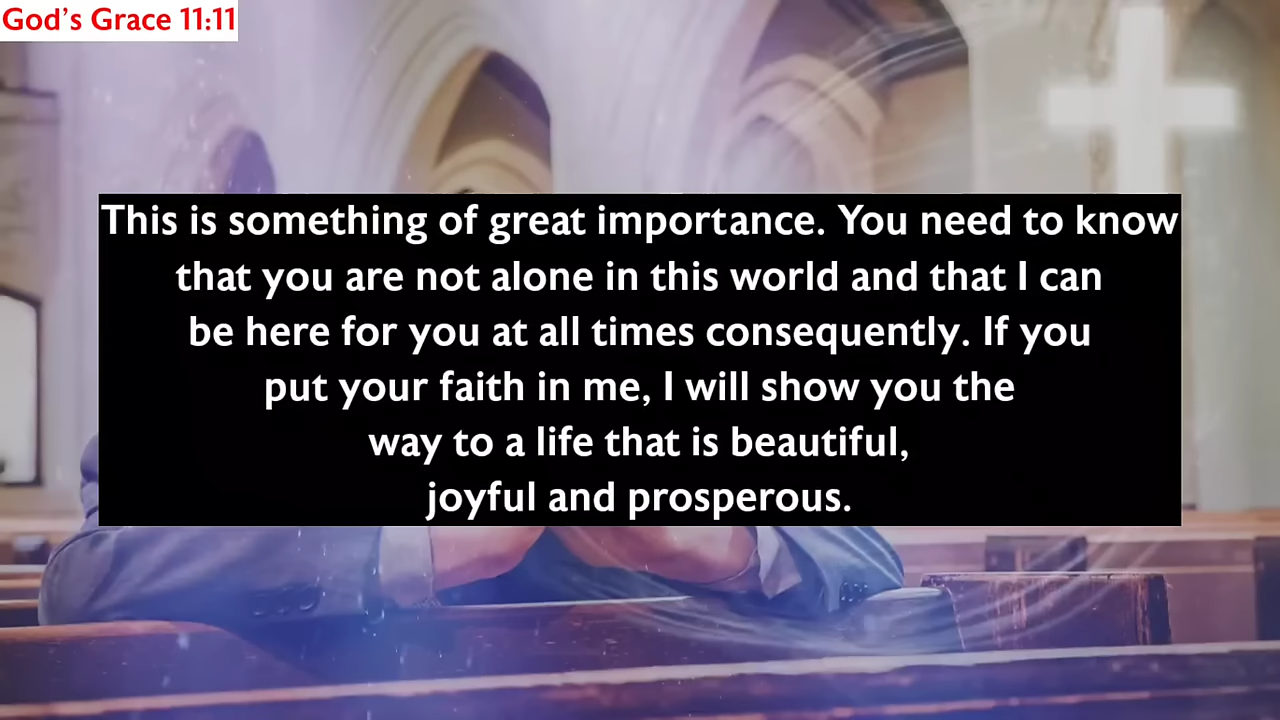 God's Grace 11:11
This is something of great importance. You need to know
that you are not alone in this world and that I can
be here for you at all times consequently. If you
put your faith in me, I will show you the
way to a life that is beautiful,
joyful and prosperous.